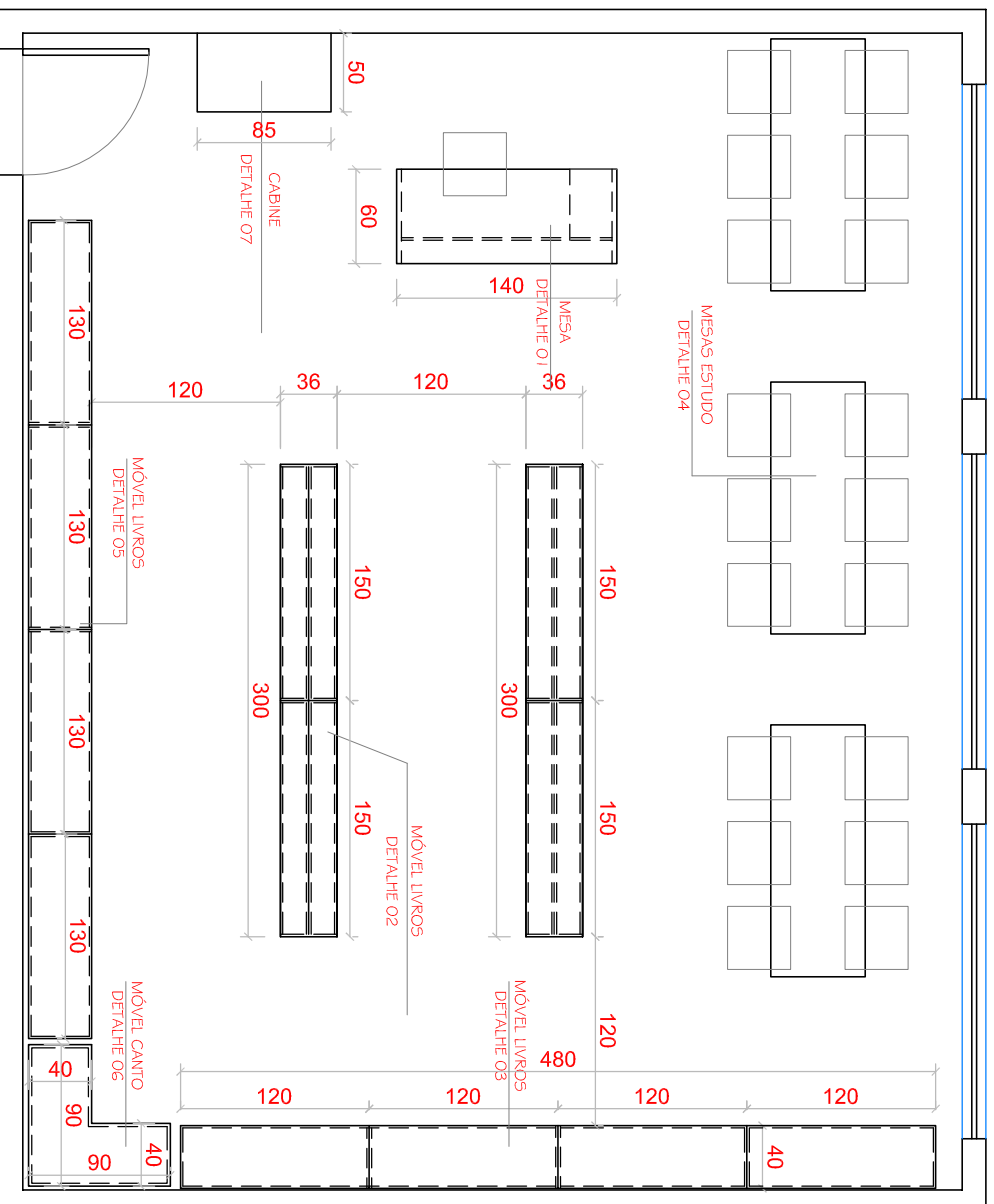 50
85
CABINE
DETALHE 07
60
140
MESA
DETALHE 01
MESAS ESTUDO
DETALHE 04
130
120
36
120
36
MÓVEL LIVROS
DETALHE 05
130
150
150
300
300
130
150
150
MÓVEL LIVROS
DETALHE 02
130
MÓVEL CANTO
DETALHE 06
MÓVEL LIVROS
DETALHE 03
120
480
40
120
120
120
120
90
40
90
40